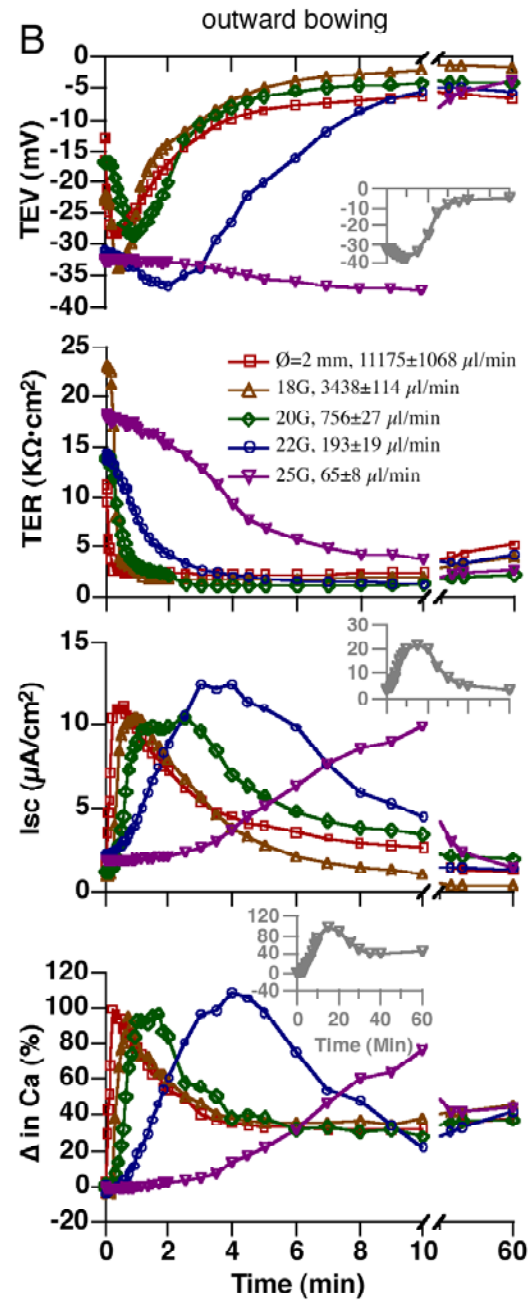 B
outward bowing
TEV (mV)
0
-5
-10
-15
-20
-25
-30
-35
-40
0
-10
-20
-30
-40
TER (KΩ·cm²)
25
20
15
10
5
0
Ø=2 mm, 11175±1068 µl/min
18G, 3438±114 µl/min
20G, 756±27 µl/min
22G, 193±19 µl/min
25G, 65±8 µl/min
Isc (µA/cm²)
15
10
5
0
30
20
10
0
Δ in Ca (%)
120
100
80
60
40
20
0
-20
120
80
40
0
-40
0 20 40 60
Time (Min)
0 2 4 6 8 10 60
Time (min)